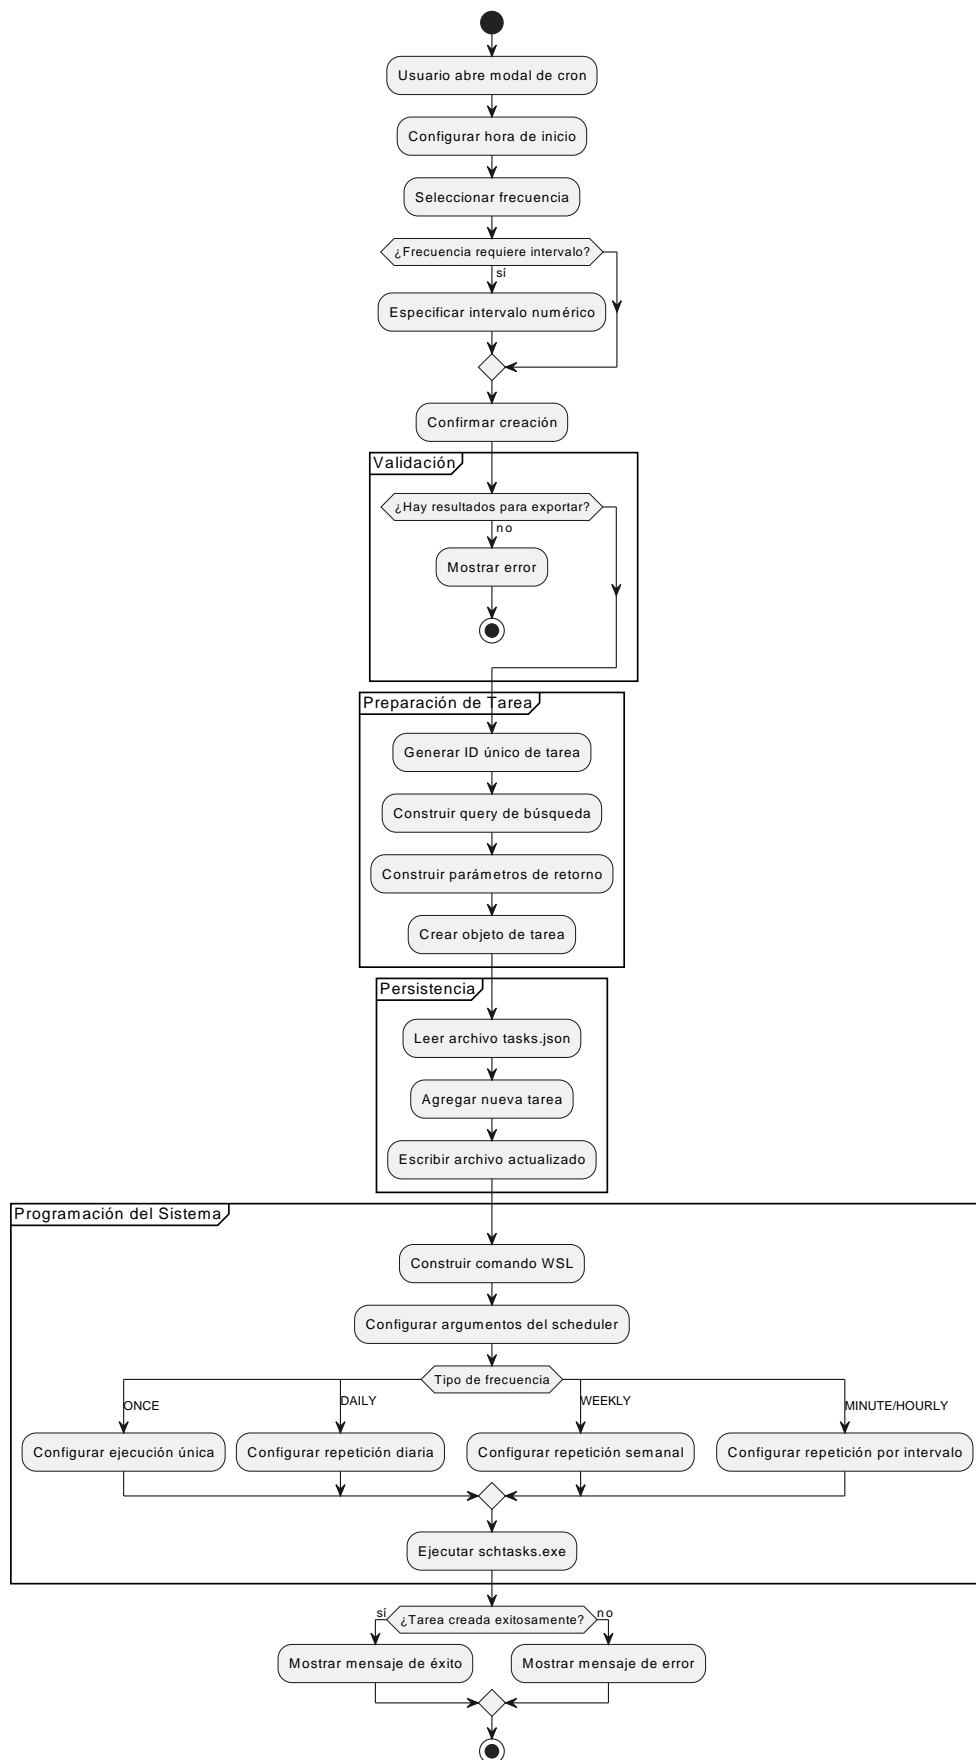 Usuario abre modal de cron
Configurar hora de inicio
Seleccionar frecuencia
¿Frecuencia requiere intervalo?
sí
Especificar intervalo numérico
Confirmar creación
Validación
¿Hay resultados para exportar?
no
Mostrar error
Preparación de Tarea
Generar ID único de tarea
Construir query de búsqueda
Construir parámetros de retorno
Crear objeto de tarea
Persistencia
Leer archivo tasks.json
Agregar nueva tarea
Escribir archivo actualizado
Programación del Sistema
Construir comando WSL
Configurar argumentos del scheduler
Tipo de frecuencia
ONCE
DAILY
WEEKLY
MINUTE/HOURLY
Configurar ejecución única
Configurar repetición diaria
Configurar repetición semanal
Configurar repetición por intervalo
Ejecutar schtasks.exe
sí
¿Tarea creada exitosamente?
no
Mostrar mensaje de éxito
Mostrar mensaje de error